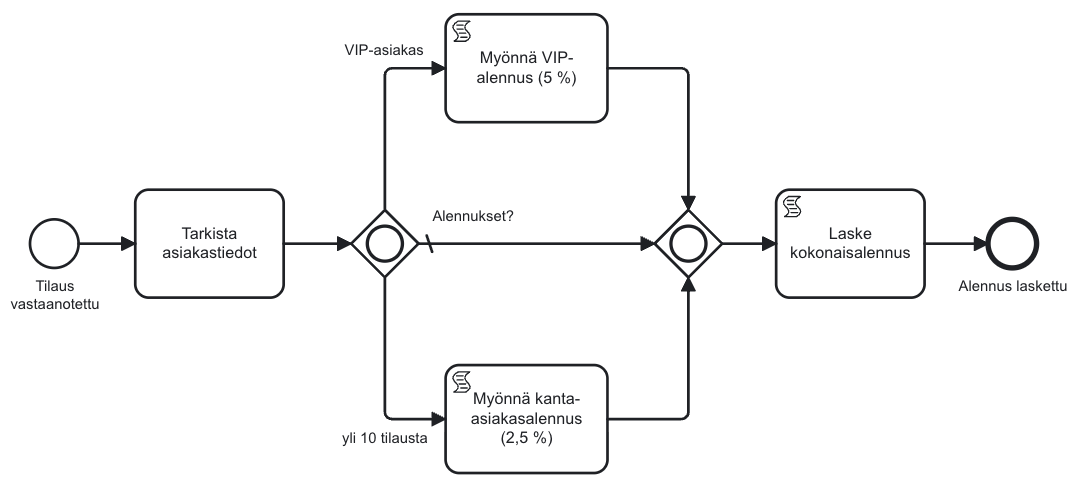 VIP-asiakas
Myönnä VIP-
alennus (5 %)
Alennukset?
Tarkista
asiakastiedot
Laske
kokonaisalennus
Tilaus
vastaanotettu
Alennus laskettu
Myönnä kanta-
asiakasalennus
(2,5 %)
yli 10 tilausta